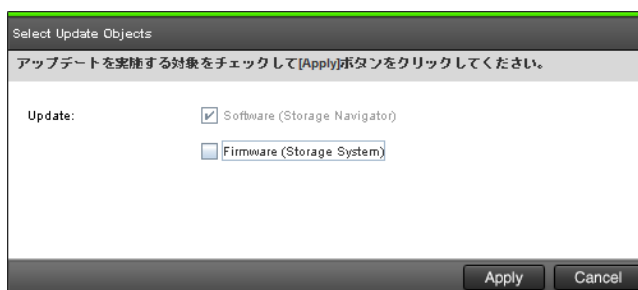 Select Update Objects
アップデートを実施する対象をチェックして[Apply]ボタンをクリックしてください。
Update:
Software (Storage Navigator)
Firmware (Storage System)
Apply Cancel